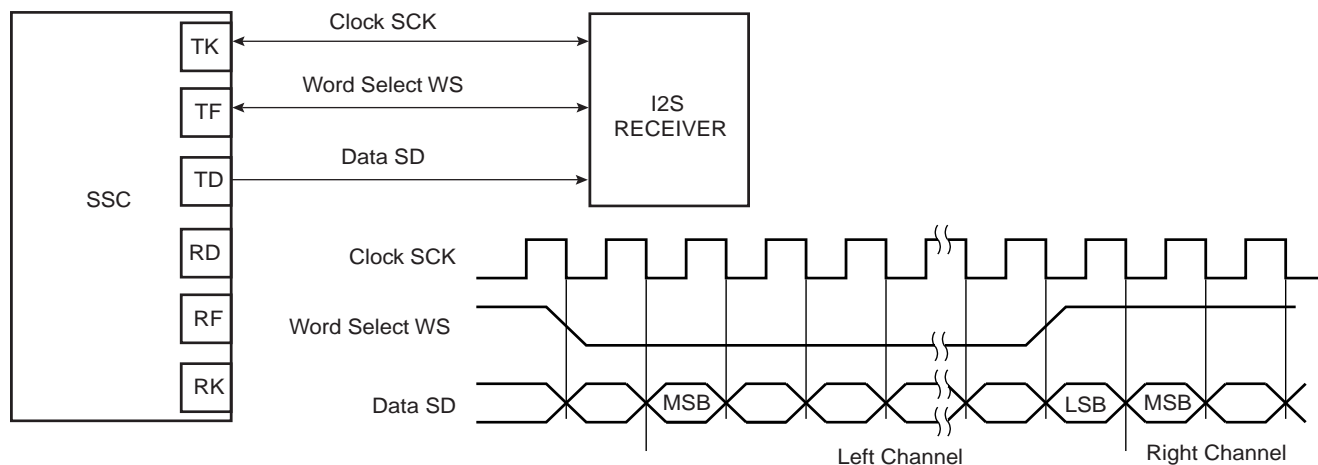 Clock SCK
TK
Word Select WS
TF
I2S
RECEIVER
Data SD
TD
SSC
RD
RF
RK
Clock SCK
Word Select WS
Data SD
MSB
LSB
MSB
Left Channel
Right Channel